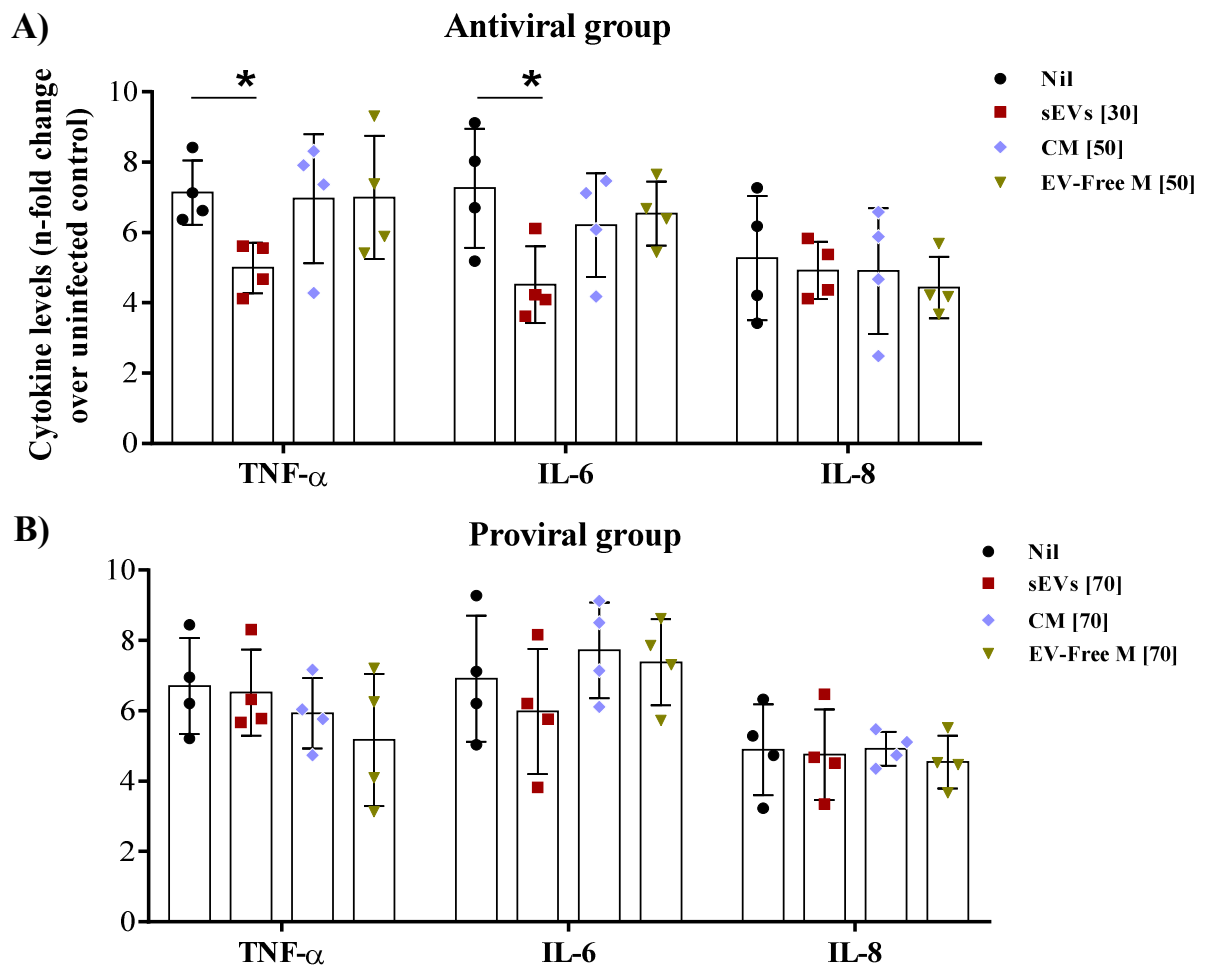 A)
Antiviral group
*
*
Cytokine levels (n-fold change
over uninfected control)
10
8
6
4
2
0
TNF-α
IL-6
IL-8
Nil
sEVs [30]
CM [50]
EV-Free M [50]
B)
Proviral group
10
8
6
4
2
0
TNF-α
IL-6
IL-8
Nil
sEVs [70]
CM [70]
EV-Free M [70]